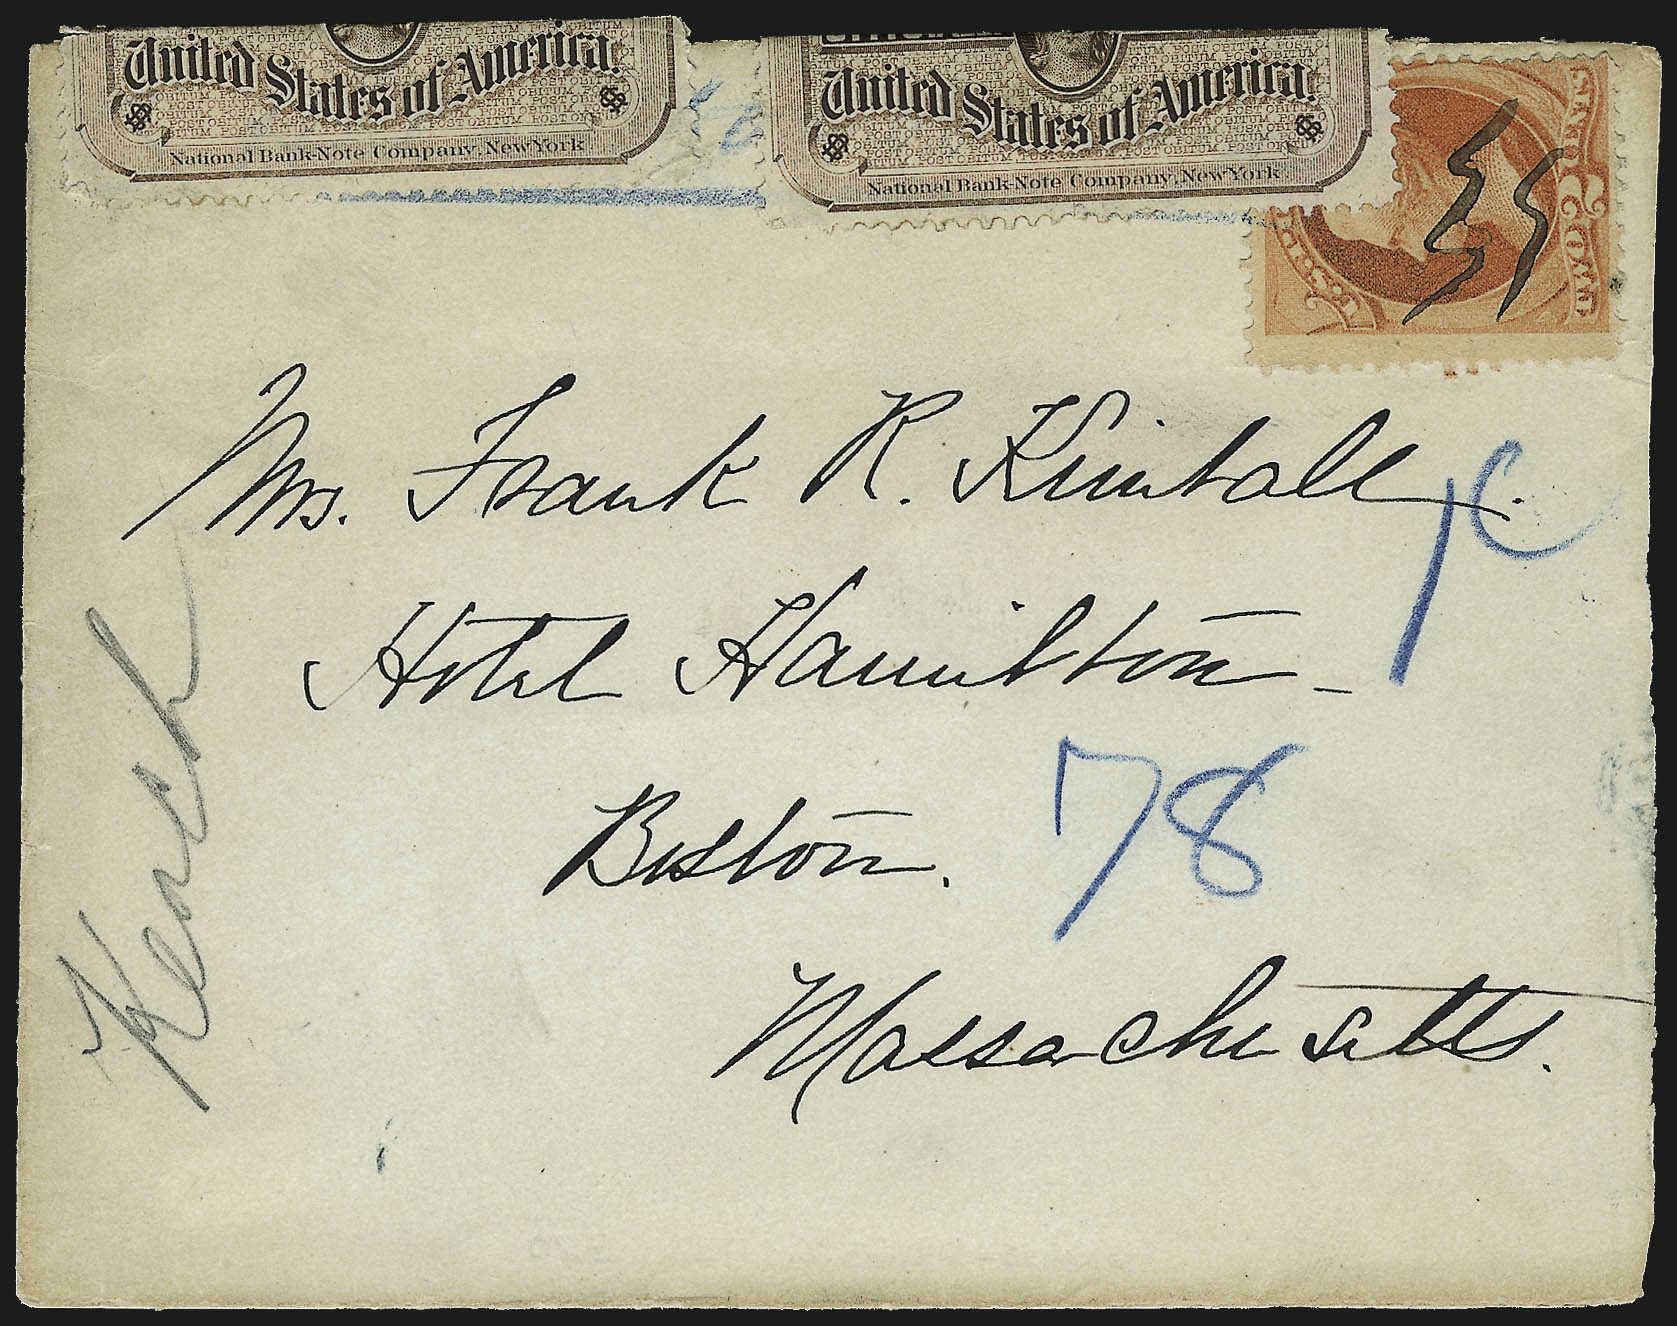 United States of America.
National Bank-Note Company, New York
United States of America.
National Bank-Note Company, New York
2
Mrs. Frank R. Kimball.
Hotel Hamilton
Boston. 78
Massachusetts.